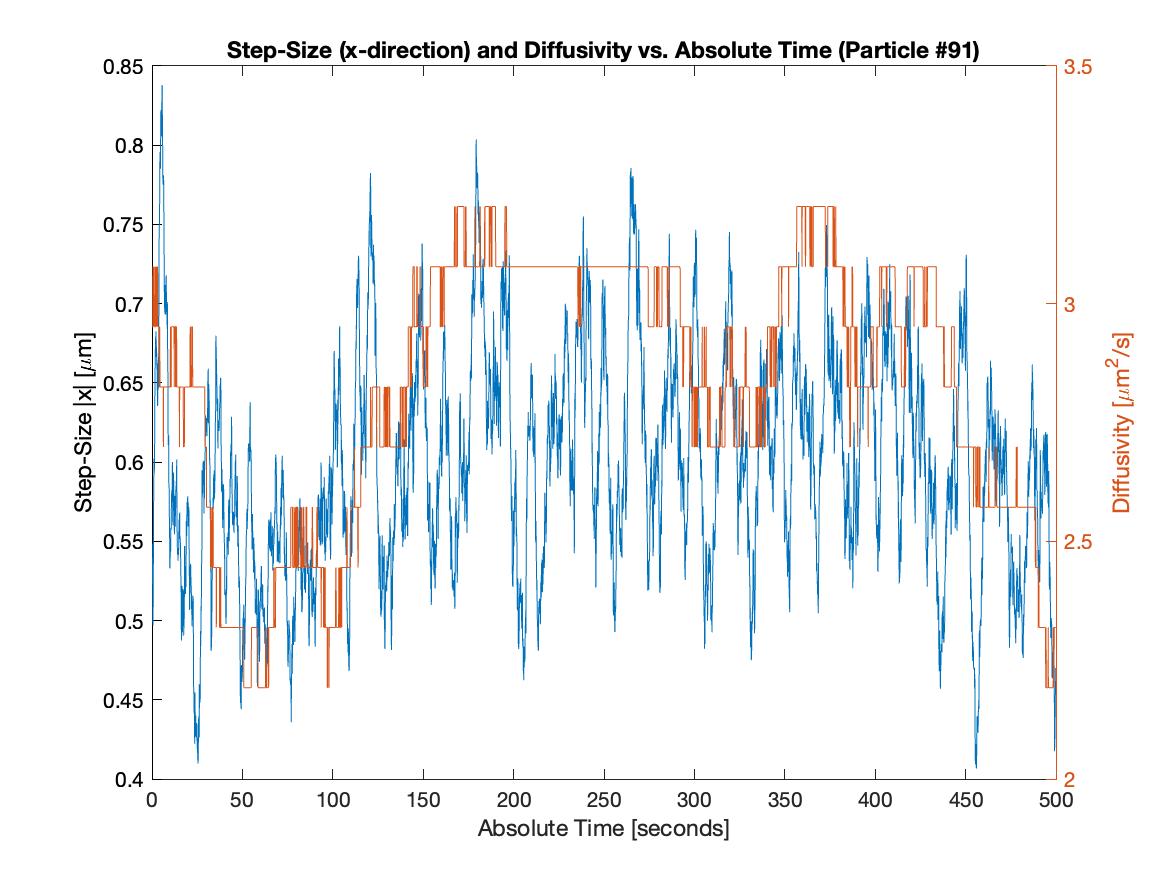 Step-Size (x-direction) and Diffusivity vs. Absolute Time (Particle #91)
0.85
0.8
0.75
0.7
0.65
0.6
0.55
0.5
0.45
0.4
Step-Size |x| [μm]
3.5
3
2.5
2
Diffusivity [μm²/s]
0 50 100 150 200 250 300 350 400 450 500
Absolute Time [seconds]